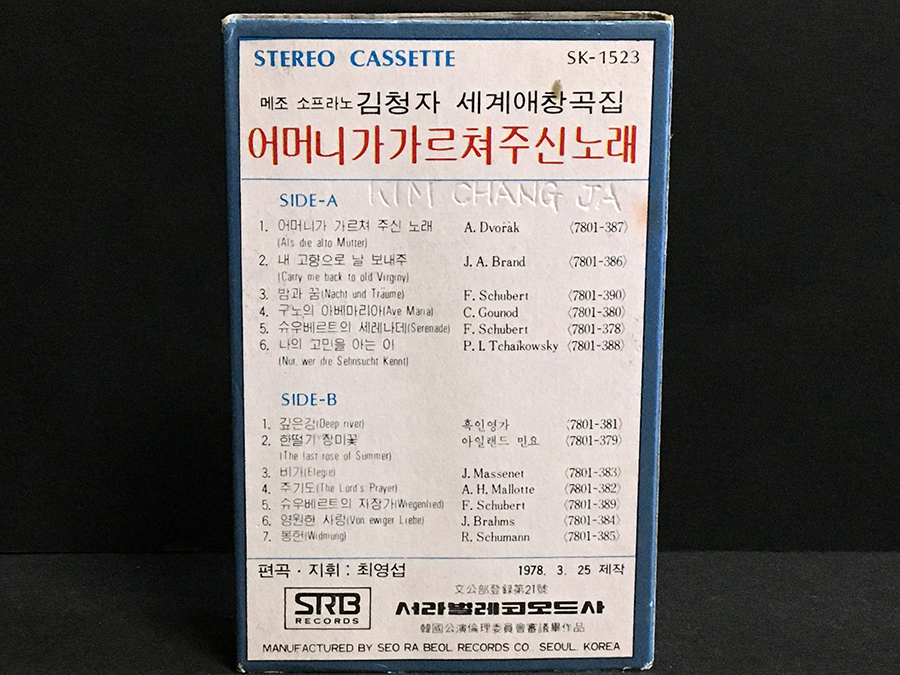 STEREO CASSETTE SK-1523
메조 소프라노 김청자 세계애창곡집
어머니가가르쳐주신노래
KIM CHANG JA
SIDE-A
1. 어머니가 가르쳐 주신 노래 A. Dvořák 〈7801-387〉
(Als die alto Mutter)
2. 내 고향으로 날 보내주 J. A. Brand 〈7801-386〉
(Carry me back to old Virginy)
3. 밤과 꿈(Nacht und Traume) F. Schubert 〈7801-390〉
4. 구노의 아베마리아(Ave Maria) C. Gounod 〈7801-380〉
5. 슈우베르트의 세레나데(Serenade) F. Schubert 〈7801-378〉
6. 나의 고민을 아는 이 P. I. Tchaikowsky 〈7801-388〉
(Nur, wer die Sehnsucht Kennt)
SIDE-B
1. 깊은강(Deep river) 흑인영가 〈7801-381〉
2. 한떨기 장미꽃 아일랜드 민요 〈7801-379〉
(The last rose of Summer)
3. 비가(Elegie) J. Massenet 〈7801-383〉
4. 주기도(The Lord's Prayer) A. H. Mallotte 〈7801-382〉
5. 슈우베르트의 자장가(Wiegenlied) F. Schubert 〈7801-389〉
6. 영원한 사랑(Von ewiger Liebe) J. Brahms 〈7801-384〉
7. 봉헌(Widmung) R. Schumann 〈7801-385〉
편곡·지휘 : 최영섭 1978. 3. 25 제작
文公部登録第21號
SRB RECORDS 서라벌레코오드사
韓國公演倫理委員會審議畢作品
MANUFACTURED BY SEO RA BEOL RECORDS CO. SEOUL. KOREA